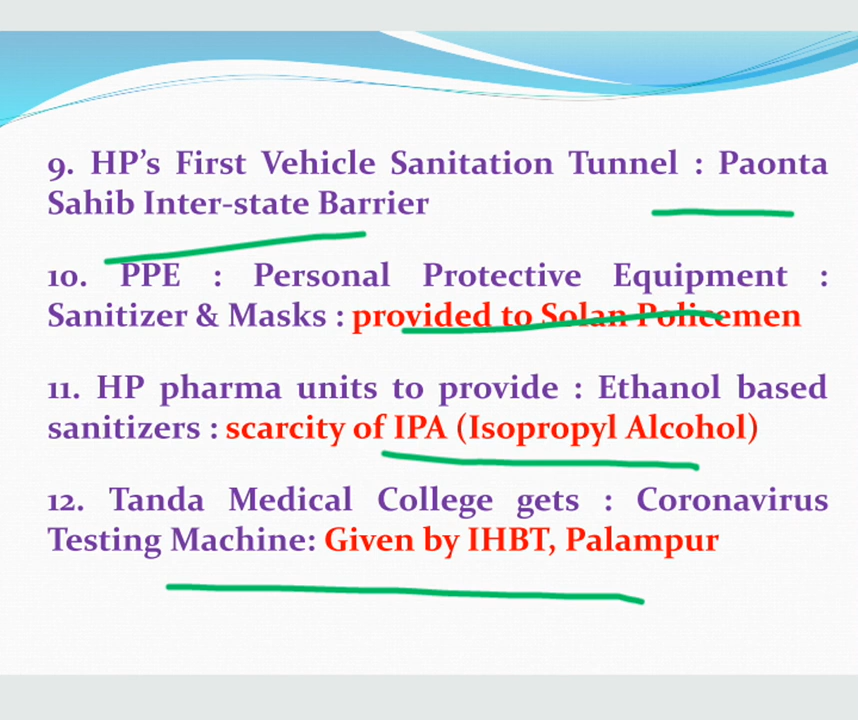 9. HP’s First Vehicle Sanitation Tunnel : Paonta
Sahib Inter-state Barrier
10. PPE : Personal Protective Equipment :
Sanitizer & Masks : provided to Solan Policemen
11. HP pharma units to provide : Ethanol based
sanitizers : scarcity of IPA (Isopropyl Alcohol)
12. Tanda Medical College gets : Coronavirus
Testing Machine: Given by IHBT, Palampur